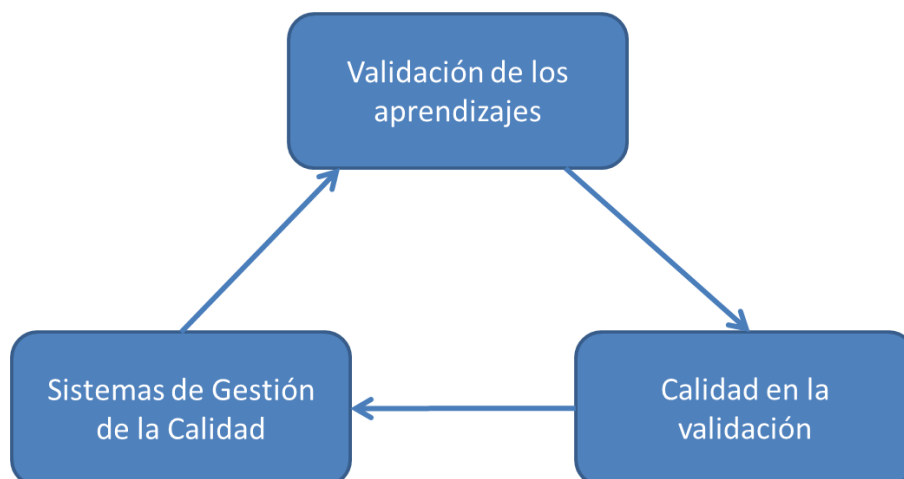 Validación de los
aprendizajes
Sistemas de Gestión
de la Calidad
Calidad en la
validación